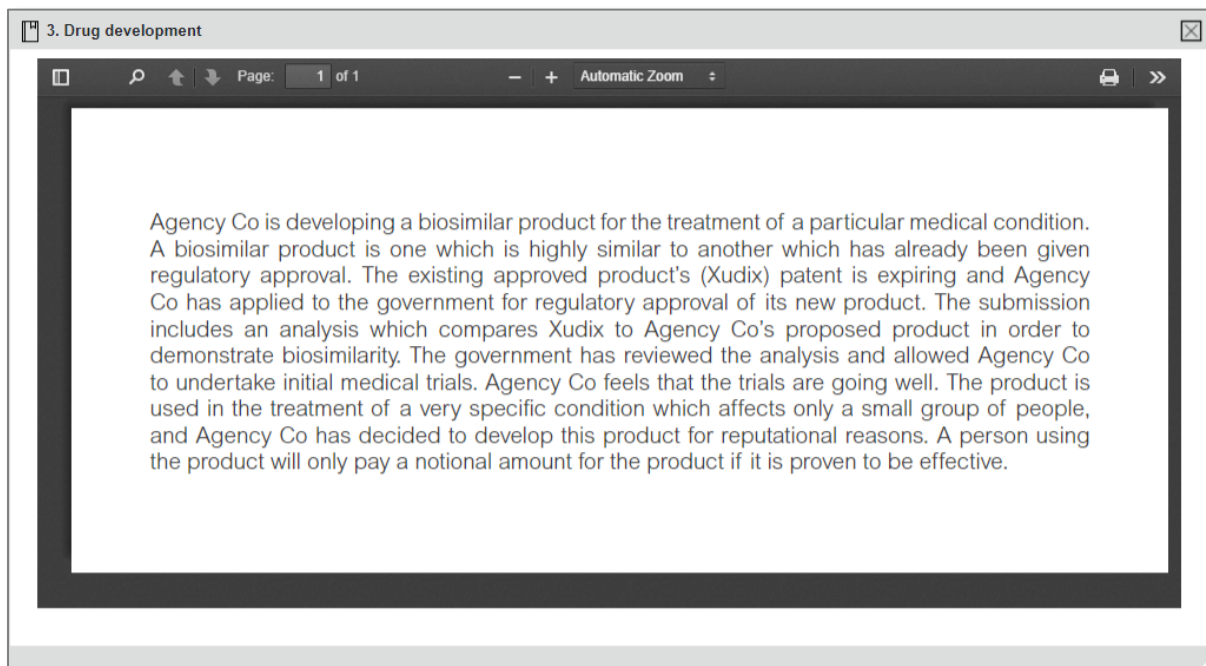 3. Drug development
Page: 1 of 1
Automatic Zoom
Agency Co is developing a biosimilar product for the treatment of a particular medical condition.
A biosimilar product is one which is highly similar to another which has already been given
regulatory approval. The existing approved product's (Xudix) patent is expiring and Agency
Co has applied to the government for regulatory approval of its new product. The submission
includes an analysis which compares Xudix to Agency Co's proposed product in order to
demonstrate biosimilarity. The government has reviewed the analysis and allowed Agency Co
to undertake initial medical trials. Agency Co feels that the trials are going well. The product is
used in the treatment of a very specific condition which affects only a small group of people,
and Agency Co has decided to develop this product for reputational reasons. A person using
the product will only pay a notional amount for the product if it is proven to be effective.